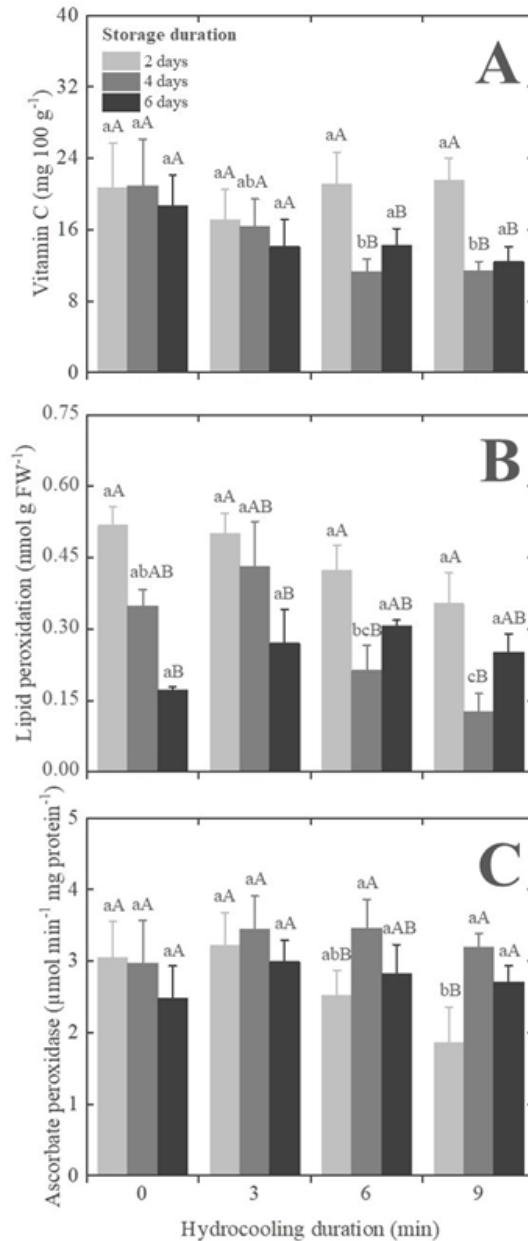 Storage duration
2 days
4 days
6 days
A
40
32
24
16
8
0
Vitamin C (mg 100 g⁻¹)
aA aA aA
aA abA aA
aA bB aB
aA bB aB
B
0.75
0.60
0.45
0.30
0.15
0.00
Lipid peroxidation (nmol g FW⁻¹)
aA abAB aB
aA aAB aB
aA bcB aAB
aA cB aAB
C
5
4
3
2
1
0
Ascorbate peroxidase (µmol min⁻¹ mg protein⁻¹)
aA aA aA
aA aA aA
abB aA aAB
bB aA aA
0 3 6 9
Hydrocooling duration (min)